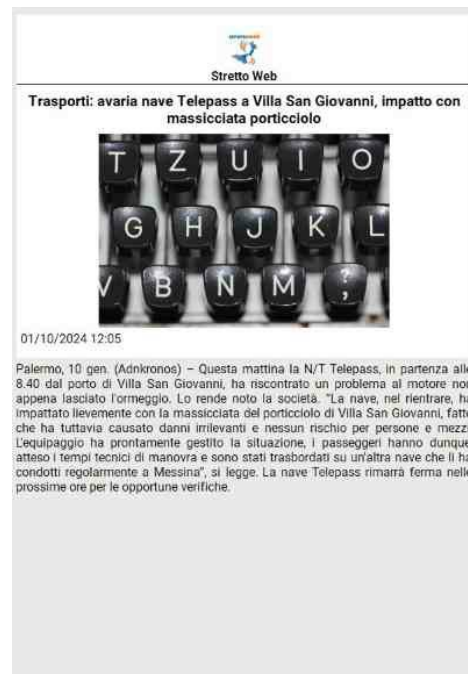 Stretto Web
Trasporti: avaria nave Telepass a Villa San Giovanni, impatto con
massicciata porticciolo
T Z U I O
G H J K L
V B N M ? ;
01/10/2024 12:05
Palermo, 10 gen. (Adnkronos) – Questa mattina la N/T Telepass, in partenza alle
8.40 dal porto di Villa San Giovanni, ha riscontrato un problema al motore non
appena lasciato l'ormeggio. Lo rende noto la società. "La nave, nel rientrare, ha
impattato lievemente con la massicciata del porticciolo di Villa San Giovanni, fatto
che ha tuttavia causato danni irrilevanti e nessun rischio per persone e mezzi.
L'equipaggio ha prontamente gestito la situazione, i passeggeri hanno dunque
atteso i tempi tecnici di manovra e sono stati trasbordati su un'altra nave che li ha
condotti regolarmente a Messina", si legge. La nave Telepass rimarrà ferma nelle
prossime ore per le opportune verifiche.